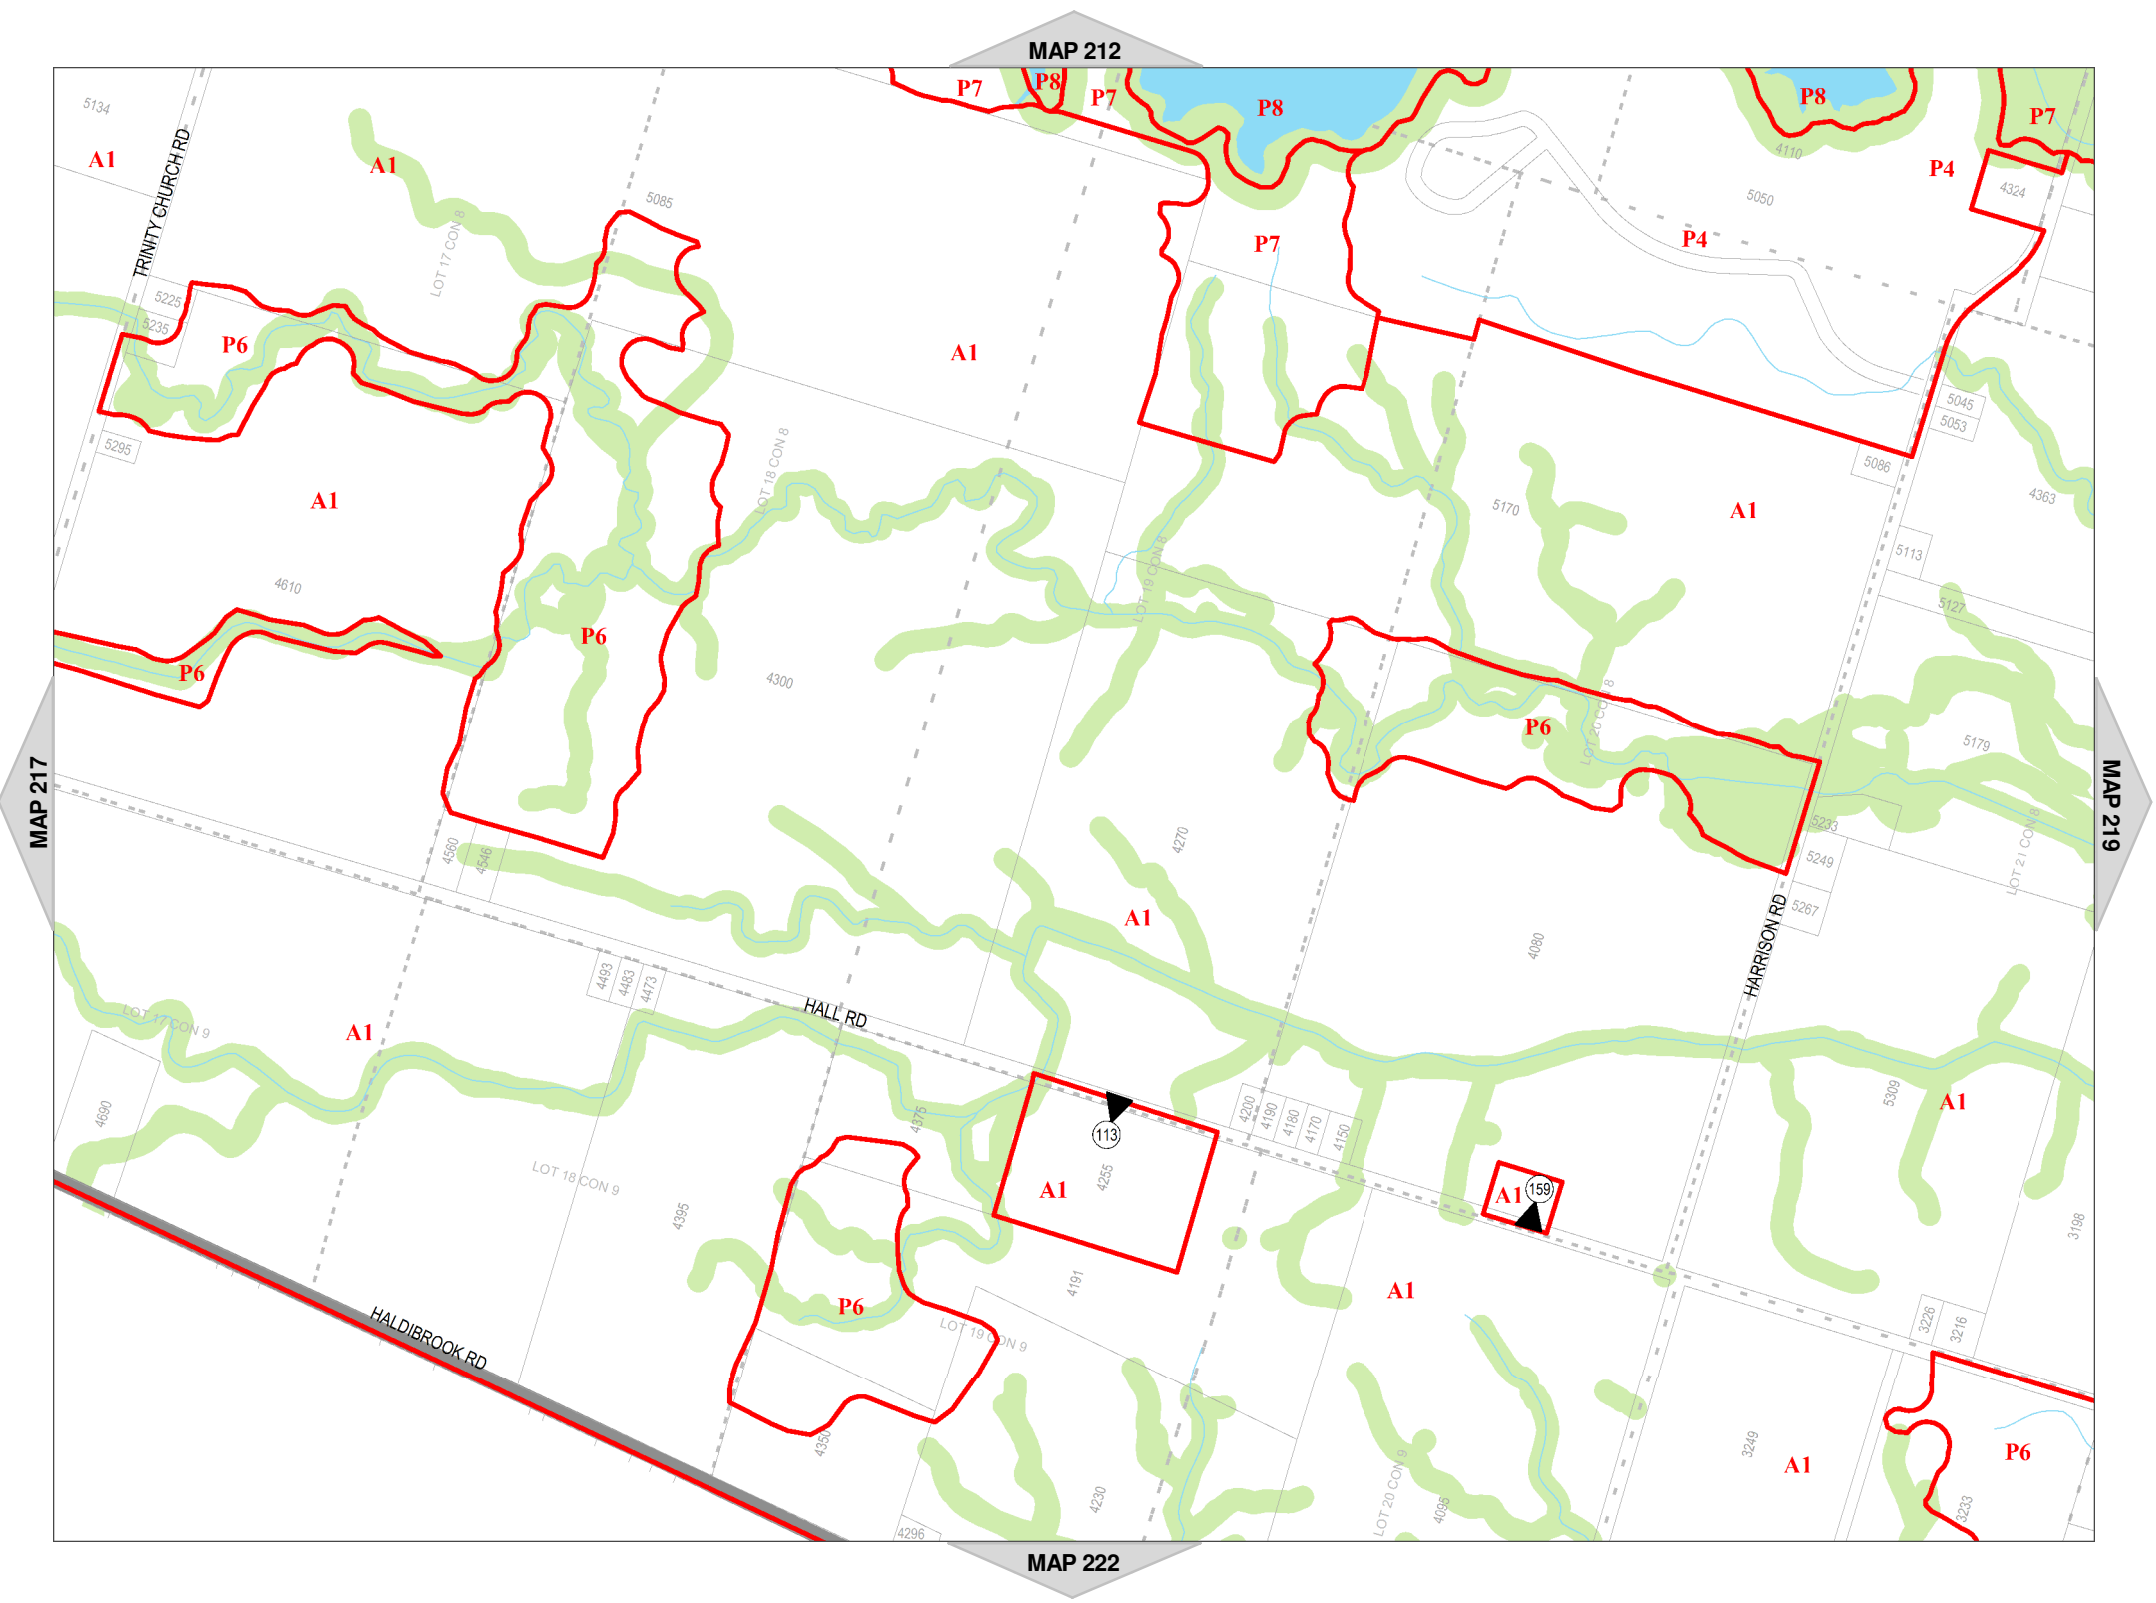 MAP 212
P7
P8
P7
P8
P8
P7
5134
A1
TRINITY CHURCH RD
A1
4110
P4
4324
5085
5050
LOT 17 CON 8
P7
P4
5225
5235
P6
A1
5045
5053
5295
LOT 18 CON 8
5086
4363
A1
5170
A1
5113
4610
LOT 19 CON 8
5127
P6
P6
4300
LOT 20 CON 8
P6
5179
MAP 217
MAP 219
4560
4546
4270
5233
5249
LOT 21 CON 8
5267
A1
4080
HARRISON RD
4493
4483
4473
HALL RD
LOT 17 CON 9
A1
4690
4375
113
4200
4190
4180
4170
4150
5309
A1
LOT 18 CON 9
4255
A1
A1
159
4395
3198
4191
A1
P6
LOT 19 CON 9
HALDIBROOK RD
3226
3216
4350
3249
A1
P6
4230
LOT 20 CON 9
4095
3233
4296
MAP 222